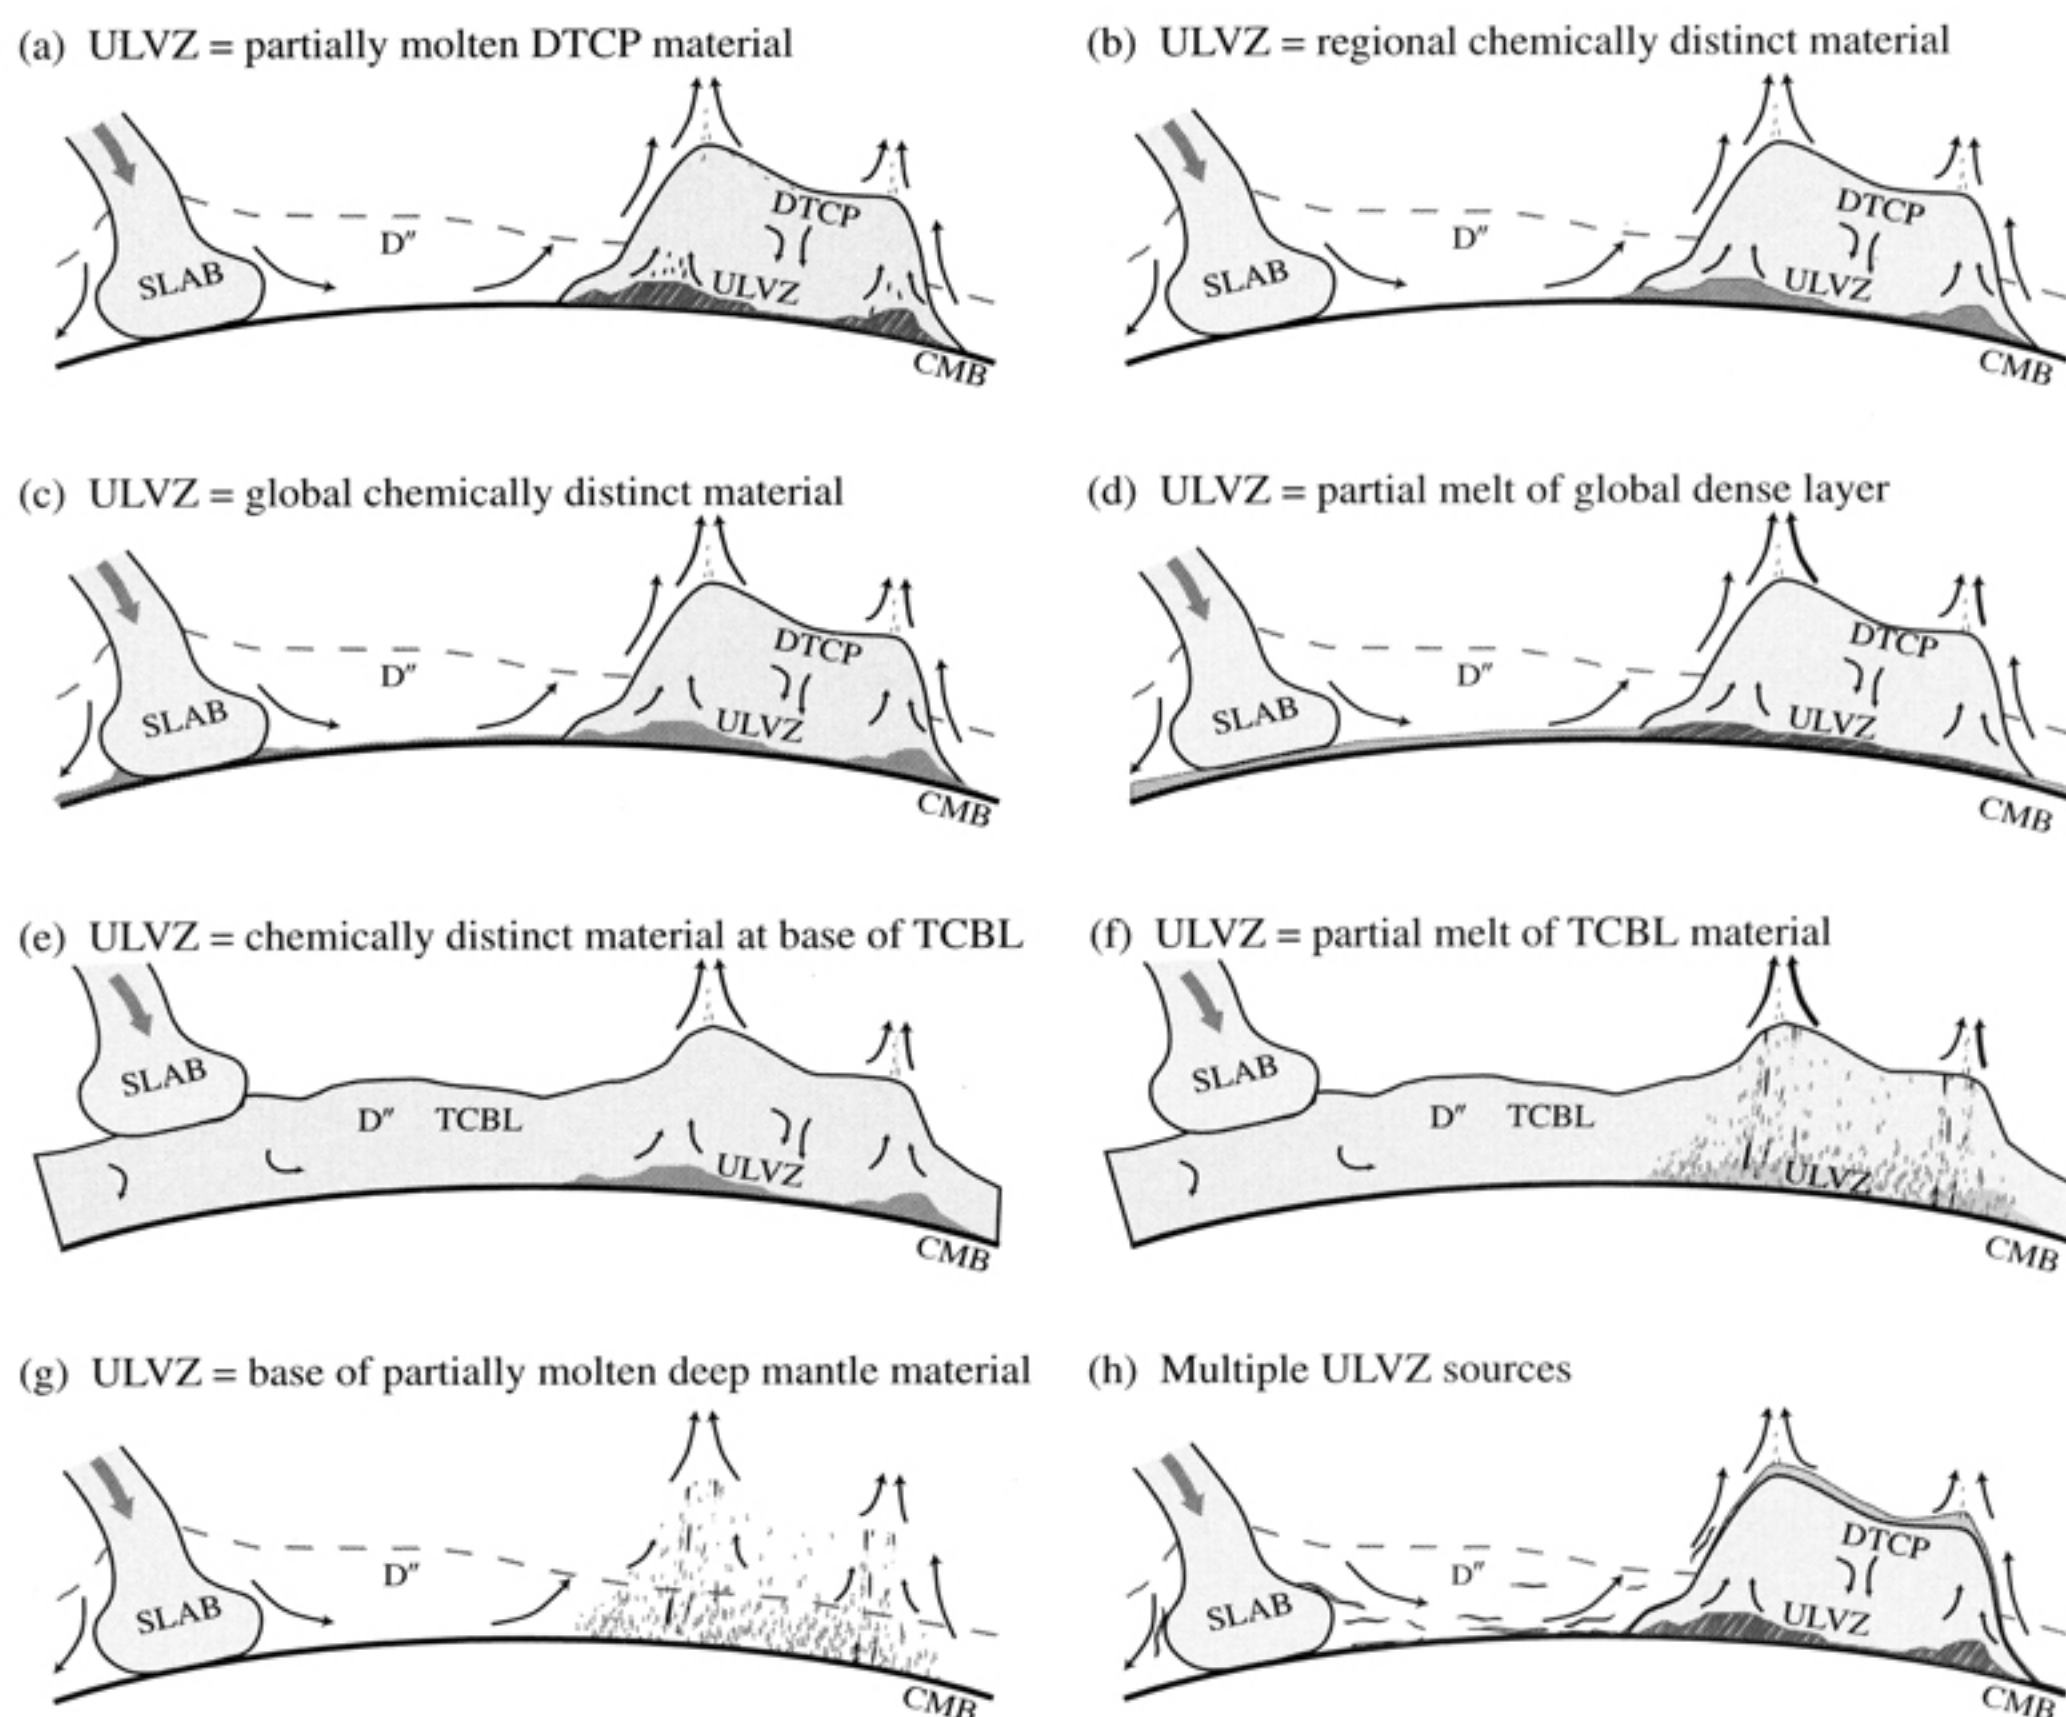 (a) ULVZ = partially molten DTCP material
DTCP
D″
SLAB
ULVZ
CMB
(b) ULVZ = regional chemically distinct material
DTCP
D″
SLAB
ULVZ
CMB
(c) ULVZ = global chemically distinct material
DTCP
D″
SLAB
ULVZ
CMB
(d) ULVZ = partial melt of global dense layer
DTCP
D″
SLAB
ULVZ
CMB
(e) ULVZ = chemically distinct material at base of TCBL
SLAB
D″ TCBL
ULVZ
CMB
(f) ULVZ = partial melt of TCBL material
SLAB
D″ TCBL
ULVZ
CMB
(g) ULVZ = base of partially molten deep mantle material
D″
SLAB
CMB
(h) Multiple ULVZ sources
DTCP
D″
SLAB
ULVZ
CMB